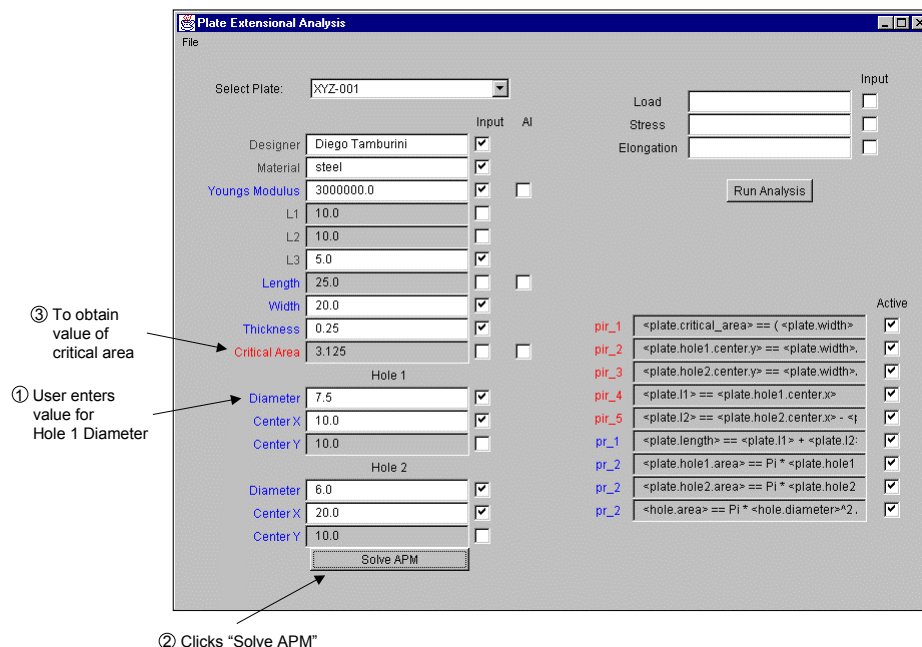 Plate Extensional Analysis
File
Select Plate: XYZ-001
Input AI
Designer Diego Tamburini
Material steel
Youngs Modulus 3000000.0
L1 10.0
L2 10.0
L3 5.0
Length 25.0
Width 20.0
Thickness 0.25
Critical Area 3.125
Hole 1
Diameter 7.5
Center X 10.0
Center Y 10.0
Hole 2
Diameter 6.0
Center X 20.0
Center Y 10.0
Solve APM
Input
Load
Stress
Elongation
Run Analysis
Active
pir_1 <plate.critical_area> == ( <plate.width>
pir_2 <plate.hole1.center.y> == <plate.width>
pir_3 <plate.hole2.center.y> == <plate.width>
pir_4 <plate.l1> == <plate.hole1.center.x>
pir_5 <plate.l2> == <plate.hole2.center.x> - <
pr_1 <plate.length> == <plate.l1> + <plate.l2
pr_2 <plate.hole1.area> == Pi * <plate.hole1
pr_2 <plate.hole2.area> == Pi * <plate.hole2
pr_2 <hole.area> == Pi * <hole.diameter>^2
③ To obtain
value of
critical area
① User enters
value for
Hole 1 Diameter
② Clicks “Solve APM”